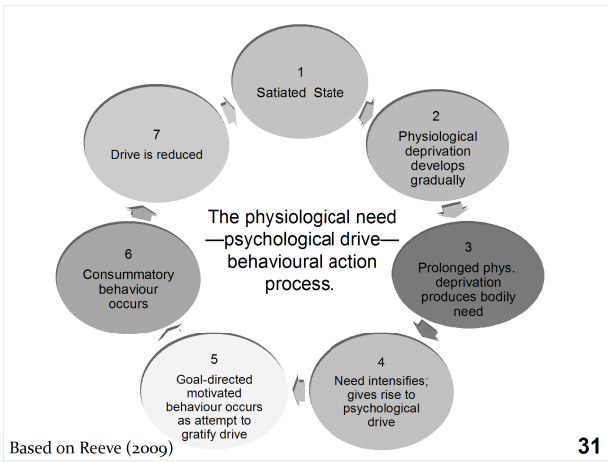 1
Satiated State
2
Physiological
deprivation
develops
gradually
3
Prolonged phys.
deprivation
produces bodily
need
4
Need intensifies;
gives rise to
psychological
drive
5
Goal-directed
motivated
behaviour occurs
as attempt to
gratify drive
6
Consummatory
behaviour
occurs
7
Drive is reduced
The physiological need
—psychological drive—
behavioural action
process.
Based on Reeve (2009)
31